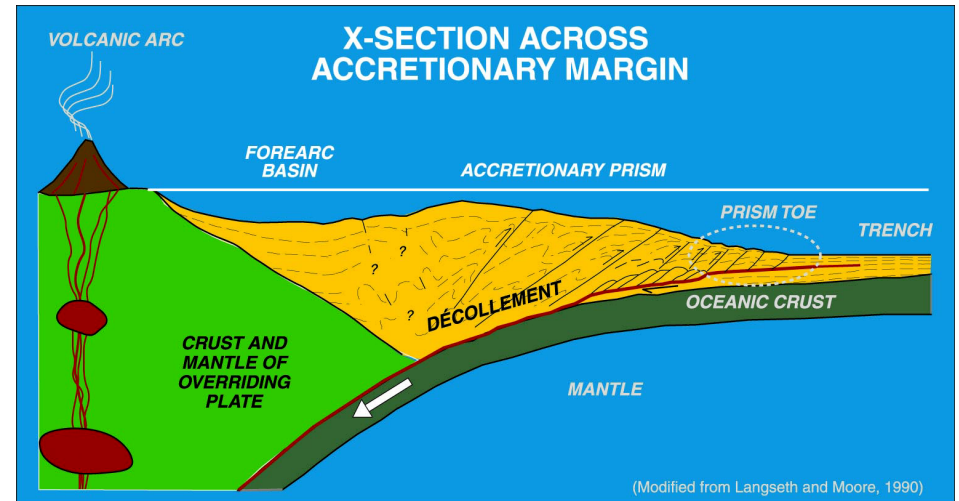 VOLCANIC ARC
X-SECTION ACROSS
ACCRETIONARY MARGIN
FOREARC
BASIN
ACCRETIONARY PRISM
PRISM TOE
TRENCH
?
?
?
DÉCOLLEMENT
OCEANIC CRUST
CRUST AND
MANTLE OF
OVERRIDING
PLATE
MANTLE
(Modified from Langseth and Moore, 1990)